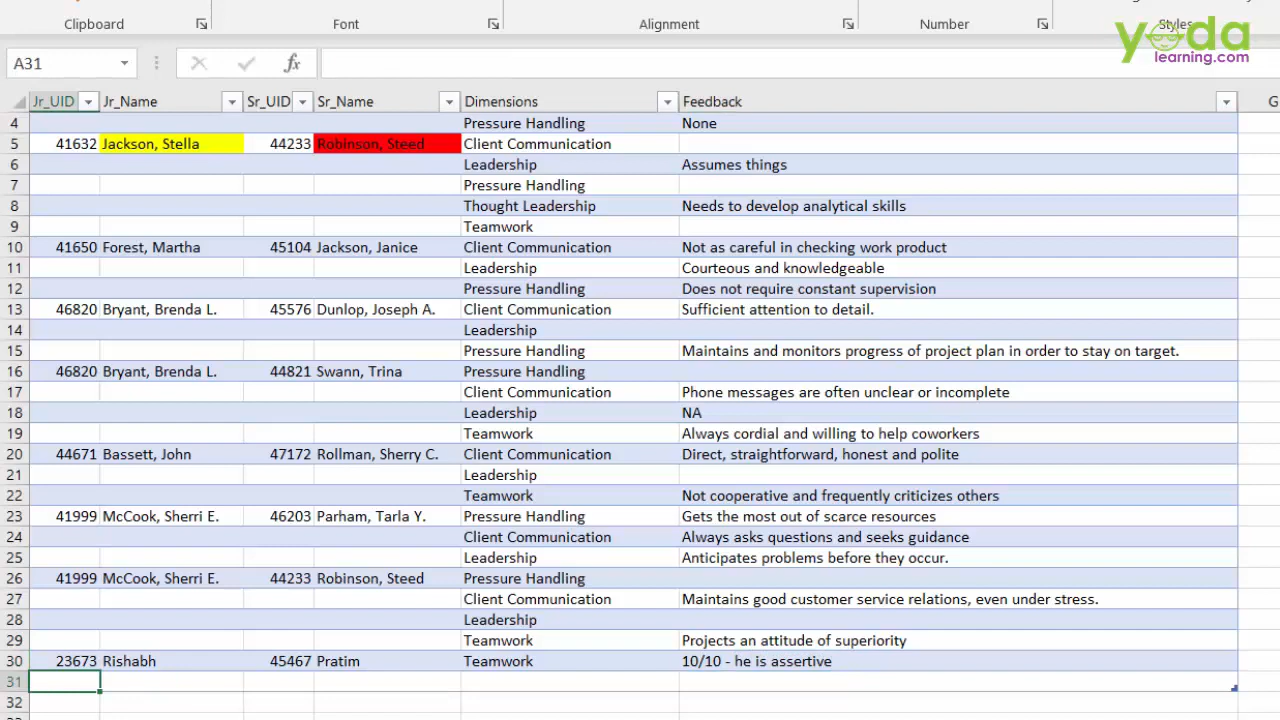 Clipboard Font Alignment Number Styles
yoda
learning.com
A31 fx
Jr_UID Jr_Name Sr_UID Sr_Name Dimensions Feedback G
4 Pressure Handling None
5 41632 Jackson, Stella 44233 Robinson, Steed Client Communication
6 Leadership Assumes things
7 Pressure Handling
8 Thought Leadership Needs to develop analytical skills
9 Teamwork
10 41650 Forest, Martha 45104 Jackson, Janice Client Communication Not as careful in checking work product
11 Leadership Courteous and knowledgeable
12 Pressure Handling Does not require constant supervision
13 46820 Bryant, Brenda L. 45576 Dunlop, Joseph A. Client Communication Sufficient attention to detail.
14 Leadership
15 Pressure Handling Maintains and monitors progress of project plan in order to stay on target.
16 46820 Bryant, Brenda L. 44821 Swann, Trina Pressure Handling
17 Client Communication Phone messages are often unclear or incomplete
18 Leadership NA
19 Teamwork Always cordial and willing to help coworkers
20 44671 Bassett, John 47172 Rollman, Sherry C. Client Communication Direct, straightforward, honest and polite
21 Leadership
22 Teamwork Not cooperative and frequently criticizes others
23 41999 McCook, Sherri E. 46203 Parham, Tarla Y. Pressure Handling Gets the most out of scarce resources
24 Client Communication Always asks questions and seeks guidance
25 Leadership Anticipates problems before they occur.
26 41999 McCook, Sherri E. 44233 Robinson, Steed Pressure Handling
27 Client Communication Maintains good customer service relations, even under stress.
28 Leadership
29 Teamwork Projects an attitude of superiority
30 23673 Rishabh 45467 Pratim Teamwork 10/10 - he is assertive
31
32